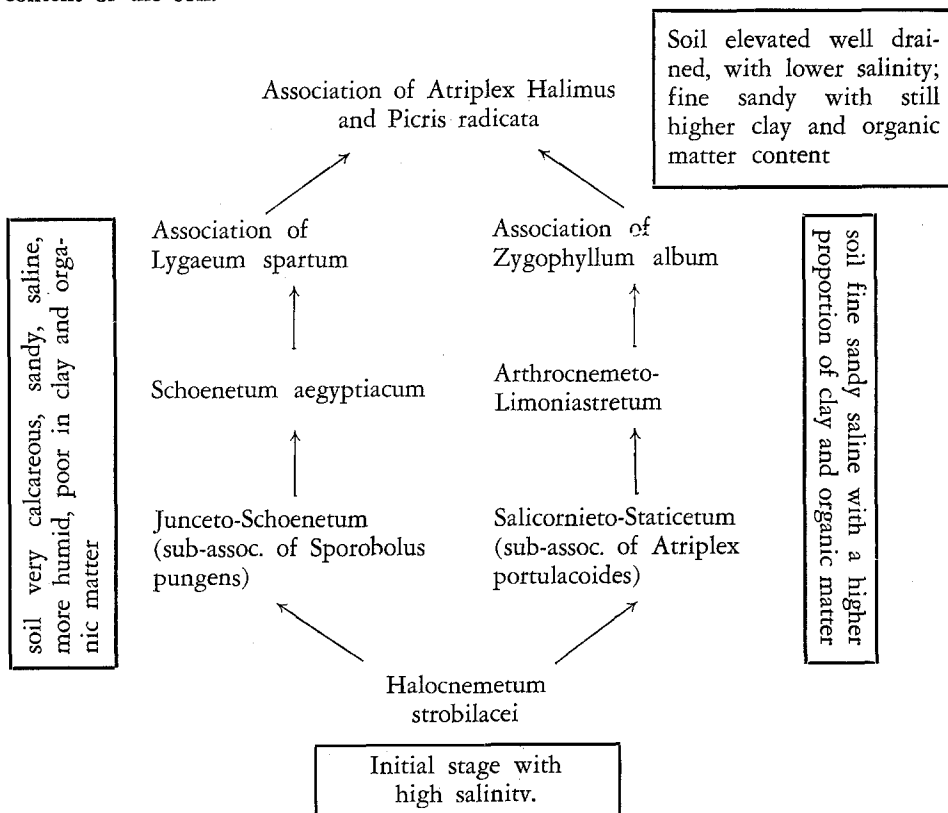 Soil elevated well drai-
ned, with lower salinity;
fine sandy with still
higher clay and organic
matter content
Association of Atriplex Halimus
and Picris radicata
Association of
Lygaeum spartum
Association of
Zygophyllum album
soil very calcareous, sandy, saline,
more humid, poor in clay and orga-
nic matter
soil fine sandy saline with a higher
proportion of clay and organic matter
Schoenetum aegyptiacum
Arthrocnemeto-
Limoniastretum
Junceto-Schoenetum
(sub-assoc. of Sporobolus
pungens)
Salicornieto-Staticetum
(sub-assoc. of Atriplex
portulacoides)
Halocnemetum
strobilacei
Initial stage with
high salinity.